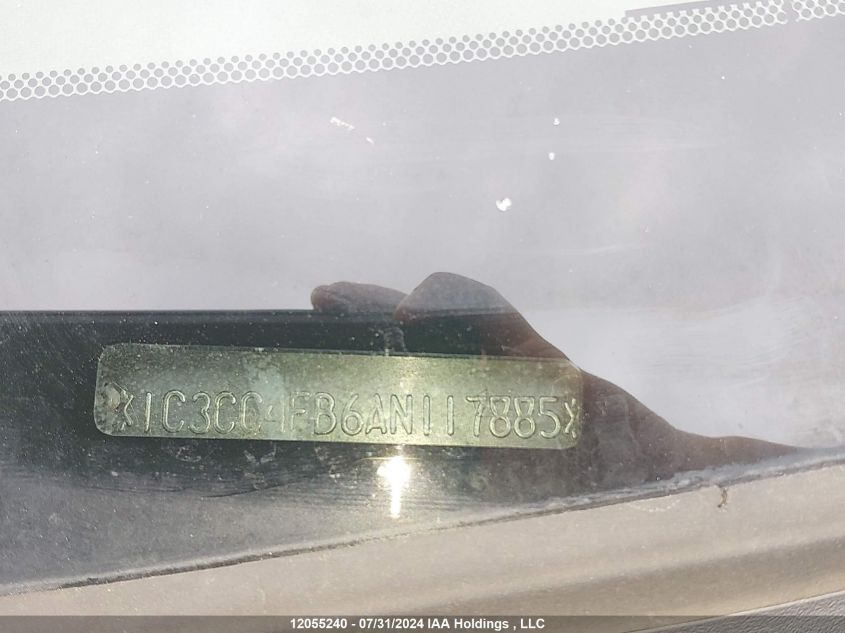 *1C3CC4FB6AN117885*
12055240 - 07/31/2024 IAA Holdings , LLC